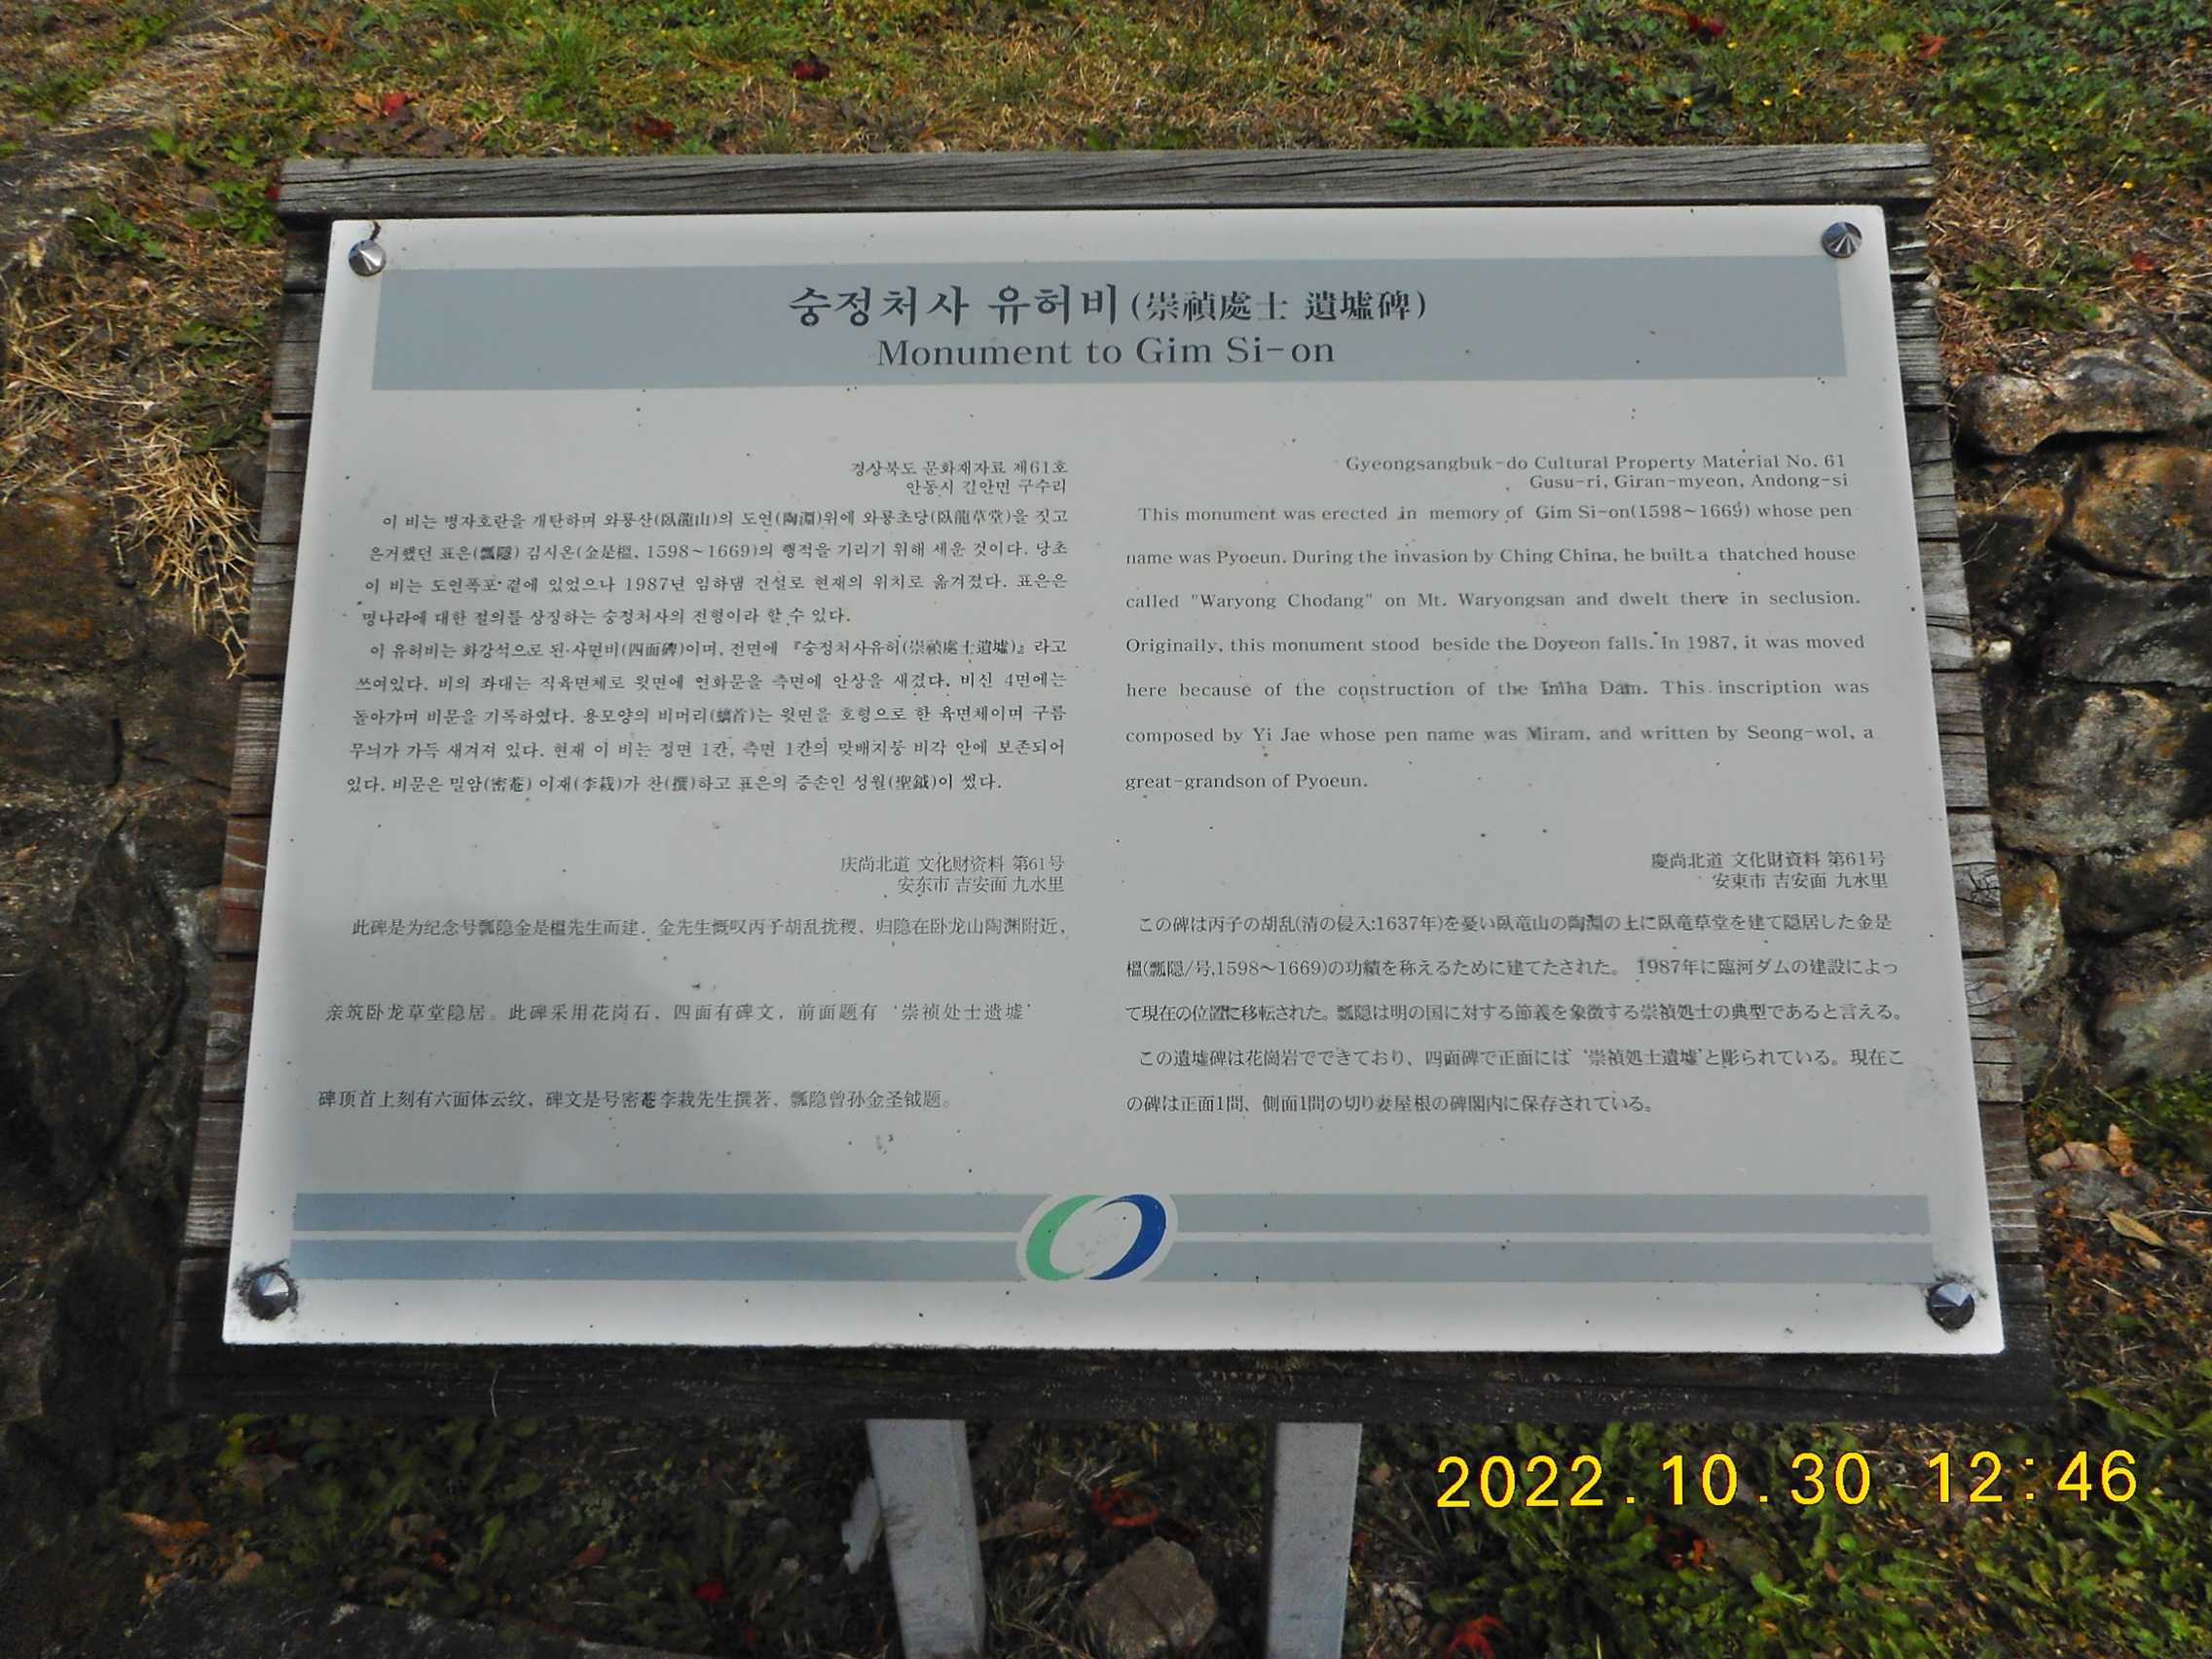 숭정처사 유허비(崇禎處士 遺墟碑)
Monument to Gim Si-on
경상북도 문화재자료 제61호
안동시 길안면 구수리
이 비는 병자호란을 개탄하며 와룡산(臥龍山)의 도연(陶淵)위에 와룡초당(臥龍草堂)을 짓고
은거했던 표은(瓢隱) 김시온(金是榲, 1598~1669)의 행적을 기리기 위해 세운 것이다. 당초
이 비는 도연폭포 곁에 있었으나 1987년 임하댐 건설로 현재의 위치로 옮겨졌다. 표은은
명나라에 대한 절의를 상징하는 숭정처사의 전형이라 할 수 있다.
이 유허비는 화강석으로 된 사면비(四面碑)이며, 전면에 『숭정처사유허(崇禎處士遺墟)』라고
쓰여있다. 비의 좌대는 직육면체로 윗면에 연화문을 측면에 안상을 새겼다. 비신 4면에는
돌아가며 비문을 기록하였다. 용모양의 비머리(螭首)는 윗면을 호형으로 한 육면체이며 구름
무늬가 가득 새겨져 있다. 현재 이 비는 정면 1칸, 측면 1칸의 맞배지붕 비각 안에 보존되어
있다. 비문은 밀암(密菴) 이재(李栽)가 찬(撰)하고 표은의 증손인 성월(聖鉞)이 썼다.
Gyeongsangbuk-do Cultural Property Material No. 61
Gusu-ri, Giran-myeon, Andong-si
This monument was erected in memory of Gim Si-on(1598~1669) whose pen
name was Pyoeun. During the invasion by Ching China, he built a thatched house
called "Waryong Chodang" on Mt. Waryongsan and dwelt there in seclusion.
Originally, this monument stood beside the Doyeon falls. In 1987, it was moved
here because of the construction of the Imha Dam. This inscription was
composed by Yi Jae whose pen name was Miram, and written by Seong-wol, a
great-grandson of Pyoeun.
庆尚北道 文化财资料 第61号
安东市 吉安面 九水里
此碑是为纪念号瓢隐金是榲先生而建. 金先生慨叹丙予胡乱扰稷, 归隐在卧龙山陶渊附近,
亲筑卧龙草堂隐居。此碑采用花岗石, 四面有碑文, 前面题有 '崇祯处士遗墟'
碑顶首上刻有六面体云纹, 碑文是号密菴李栽先生撰著, 瓢隐曾孙金圣钺题。
慶尚北道 文化財資料 第61号
安東市 吉安面 九水里
この碑は丙子の胡乱(清の侵入:1637年)を憂い臥竜山の陶淵の上に臥竜草堂を建て隠居した金是
榲(瓢隠/号,1598~1669)の功績を称えるために建てたされた。 1987年に臨河ダムの建設によっ
て現在の位置に移転された。瓢隠は明の国に対する節義を象徴する崇禎処士の典型であると言える。
この遺墟碑は花崗岩でできており、四面碑で正面には '崇禎処士遺墟'と彫られている。現在こ
の碑は正面1間、側面1間の切り妻屋根の碑閣内に保存されている。
2022.10.30 12:46